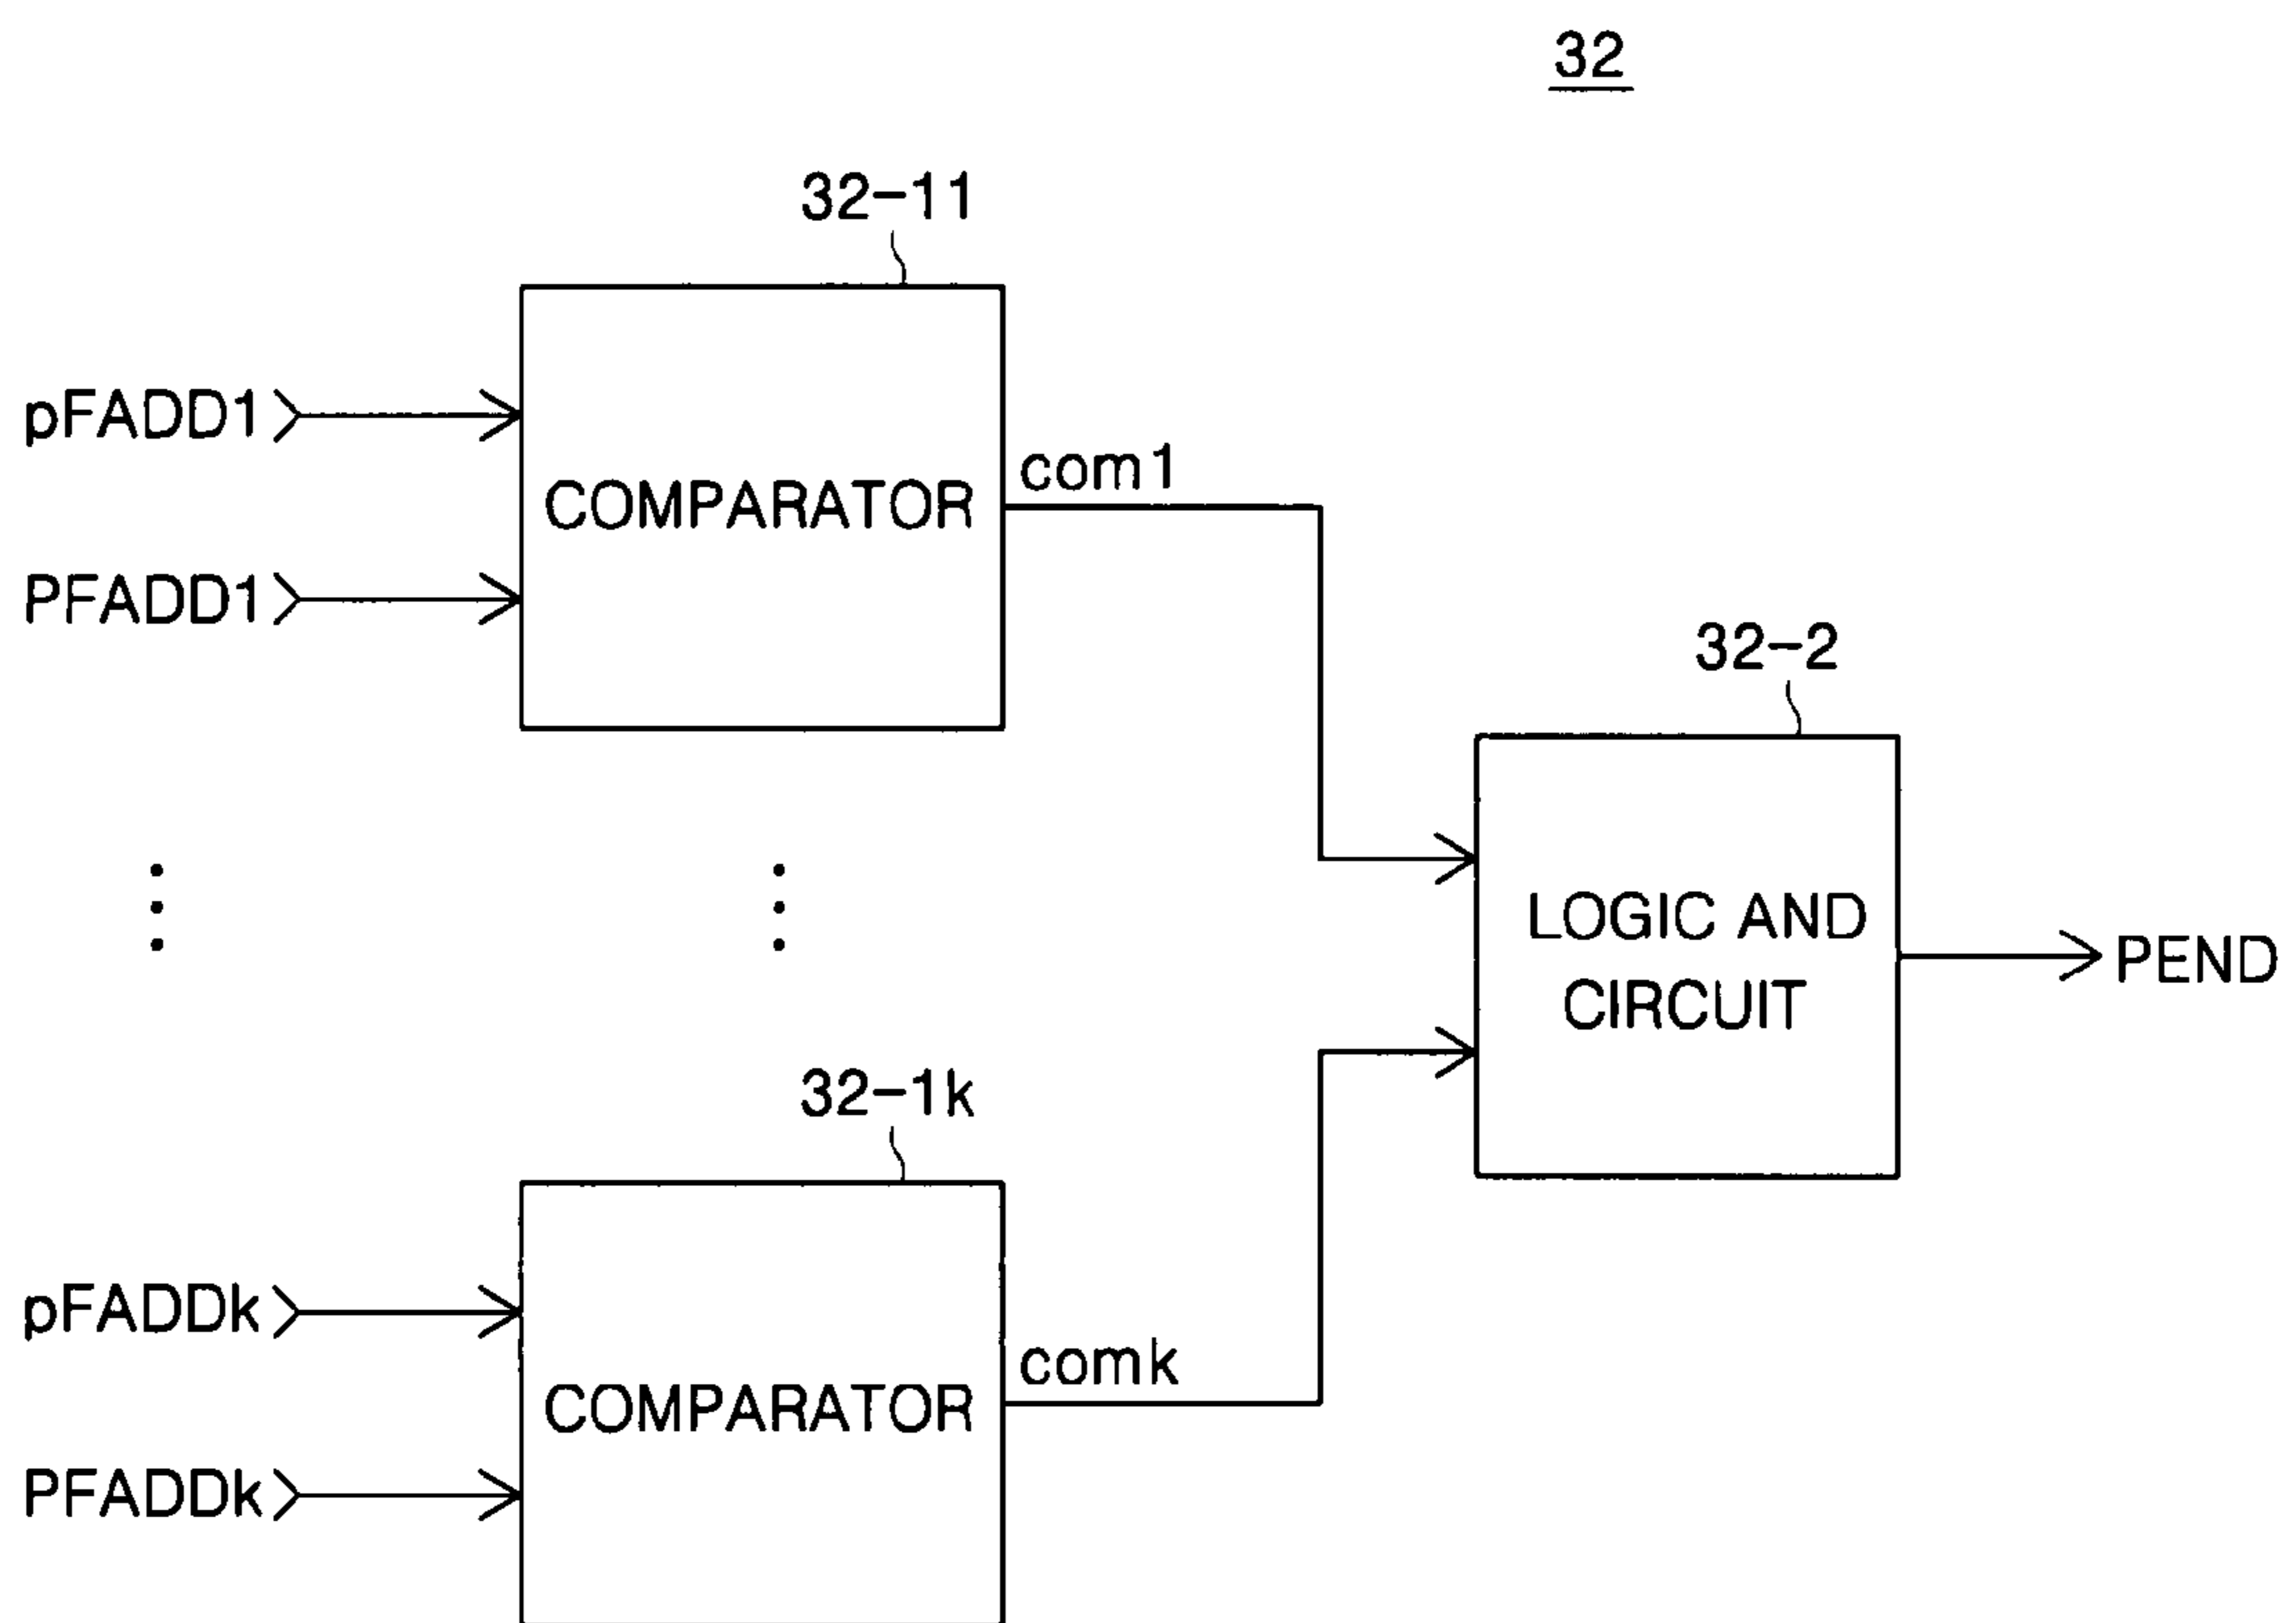 32
32-11
pFADD1
COMPARATOR
com1
PFADD1
32-2
LOGIC AND
CIRCUIT
PEND
32-1k
pFADDk
COMPARATOR
comk
PFADDk